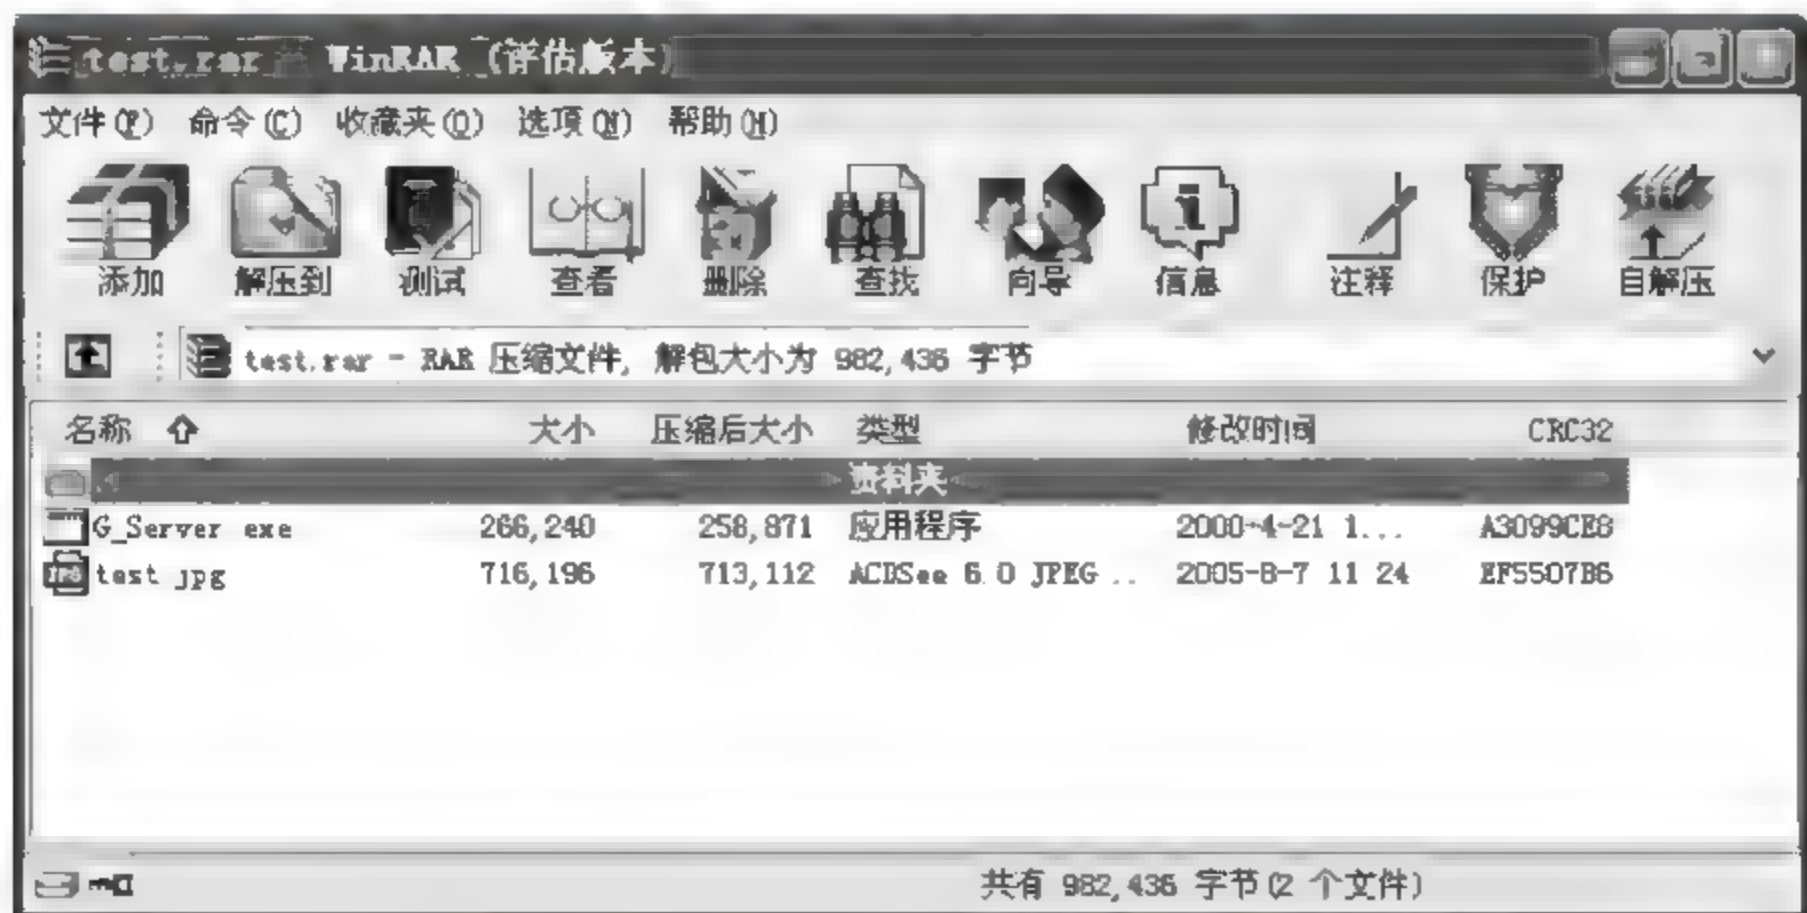 test.rar - WinRAR (评估版本)
文件(F) 命令(C) 收藏夹(O) 选项(N) 帮助(H)
添加 解压到 测试 查看 删除 查找 向导 信息 注释 保护 自解压
test.rar - RAR 压缩文件, 解包大小为 982,436 字节
名称 大小 压缩后大小 类型 修改时间 CRC32
资料夹
G_Server exe 266,240 258,871 应用程序 2000-4-21 1... A3099CE8
test jpg 716,196 713,112 ACDSee 6.0 JPEG .. 2005-8-7 11 24 EF5507B6
共有 982,436 字节(2 个文件)